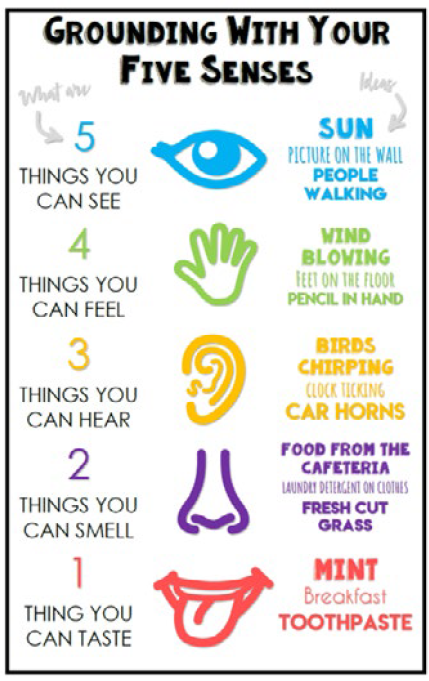 GROUNDING WITH YOUR
FIVE SENSES
What are
Ideas
5
THINGS YOU
CAN SEE
SUN
PICTURE ON THE WALL
PEOPLE
WALKING
4
THINGS YOU
CAN FEEL
WIND
BLOWING
FEET ON THE FLOOR
PENCIL IN HAND
3
THINGS YOU
CAN HEAR
BIRDS
CHIRPING
CLOCK TICKING
CAR HORNS
2
THINGS YOU
CAN SMELL
FOOD FROM THE
CAFETERIA
LAUNDRY DETERGENT ON CLOTHES
FRESH CUT
GRASS
1
THING YOU
CAN TASTE
MINT
Breakfast
TOOTHPASTE